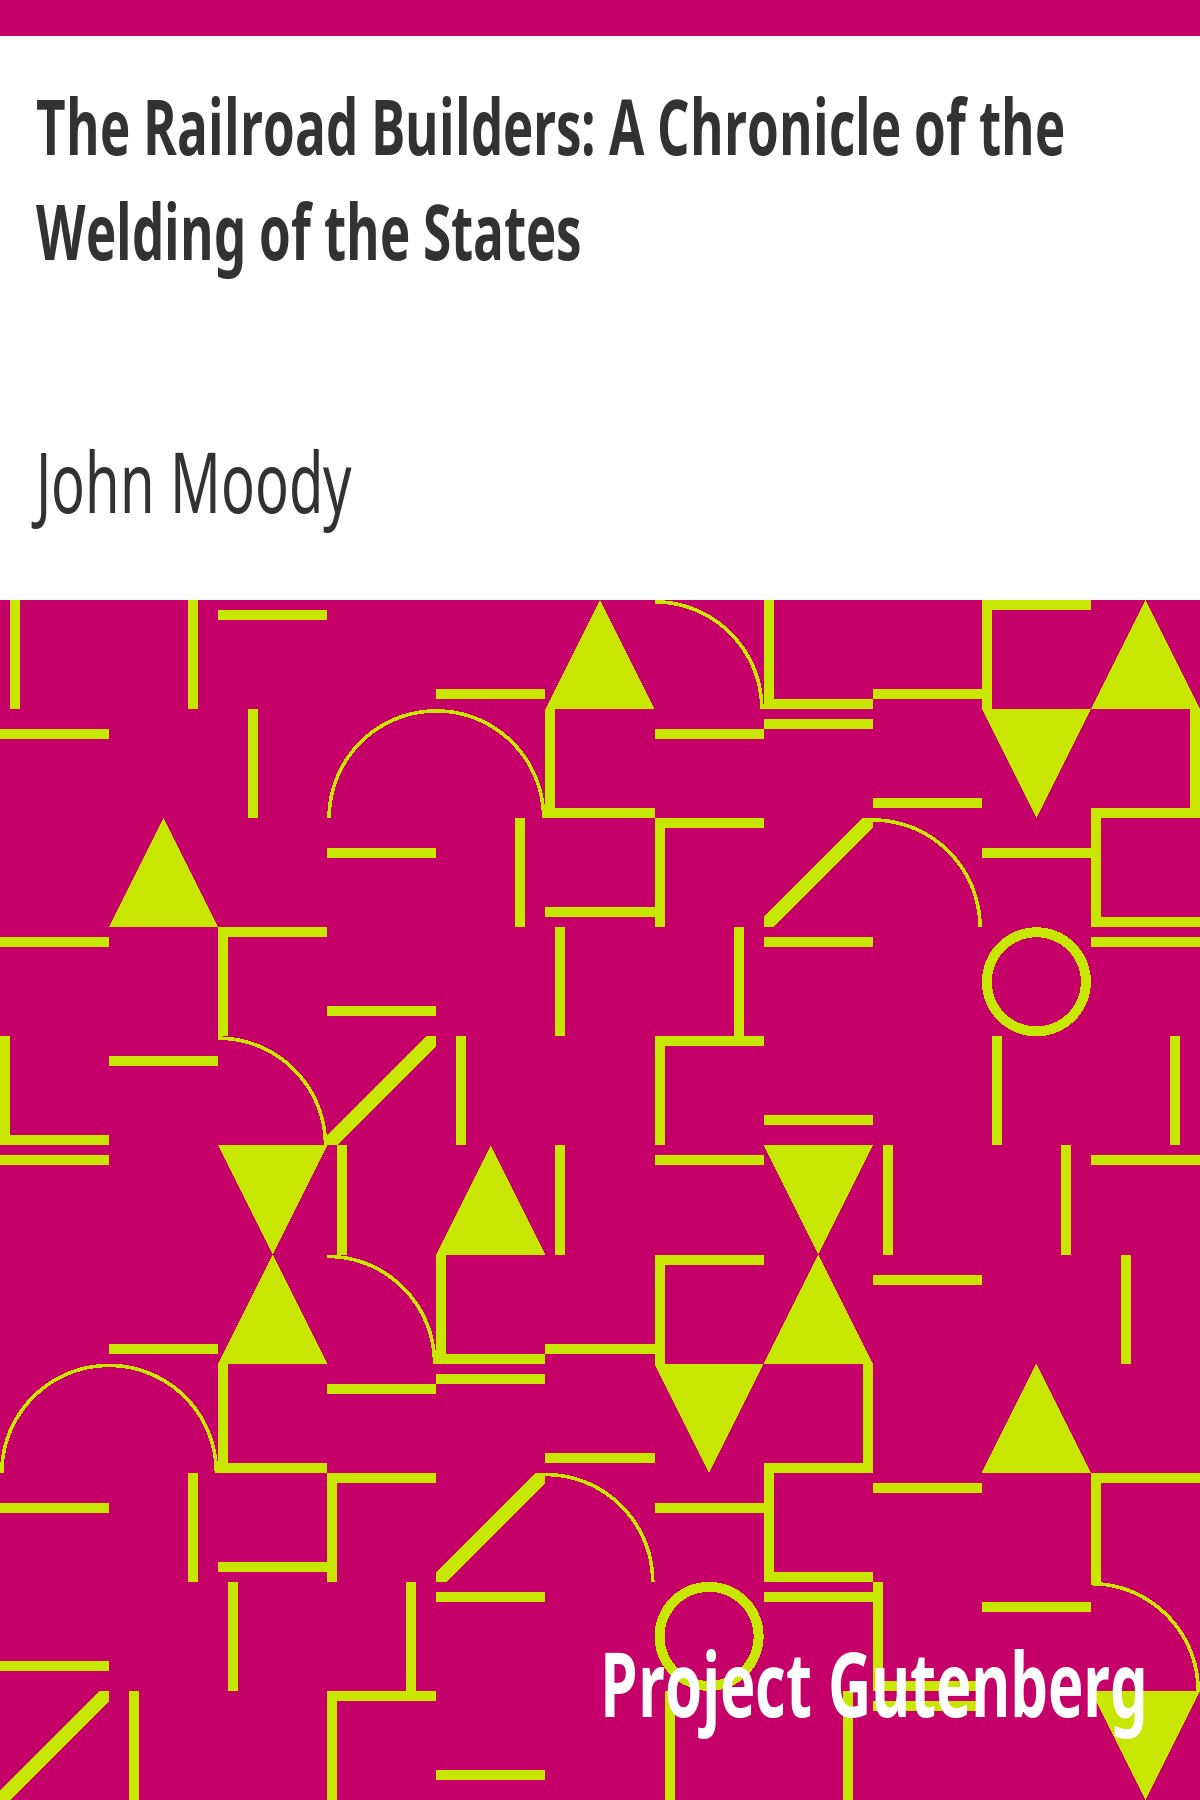 The Railroad Builders: A Chronicle of the
Welding of the States
John Moody
Project Gutenberg